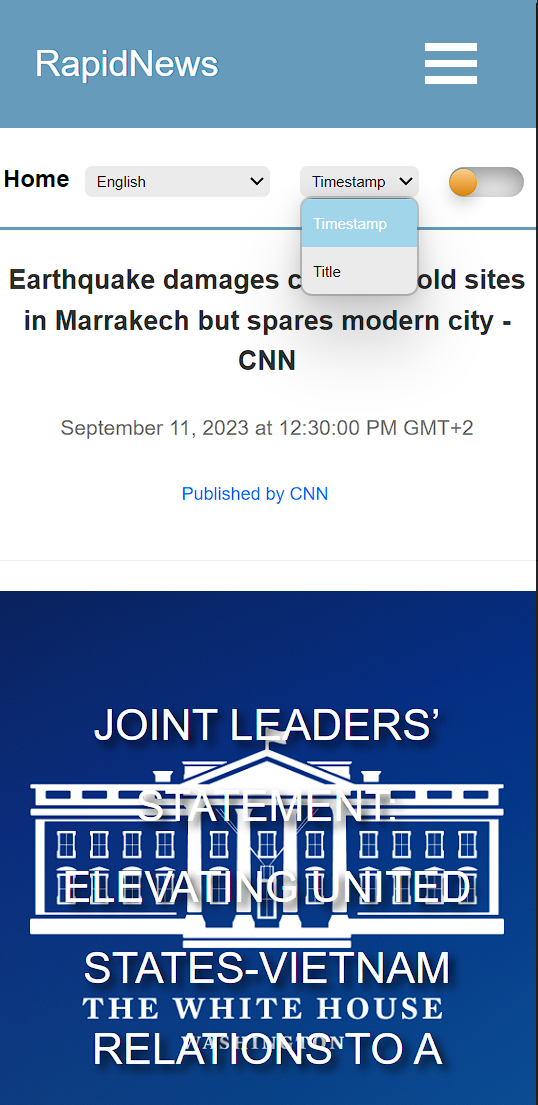 RapidNews
Home
English
Timestamp
Timestamp
Title
Earthquake damages c old sites
in Marrakech but spares modern city -
CNN
September 11, 2023 at 12:30:00 PM GMT+2
Published by CNN
JOINT LEADERS’
STATEMENT:
ELEVATING UNITED
STATES-VIETNAM
THE WHITE HOUSE
RELATIONS TO A
WASHINGTON